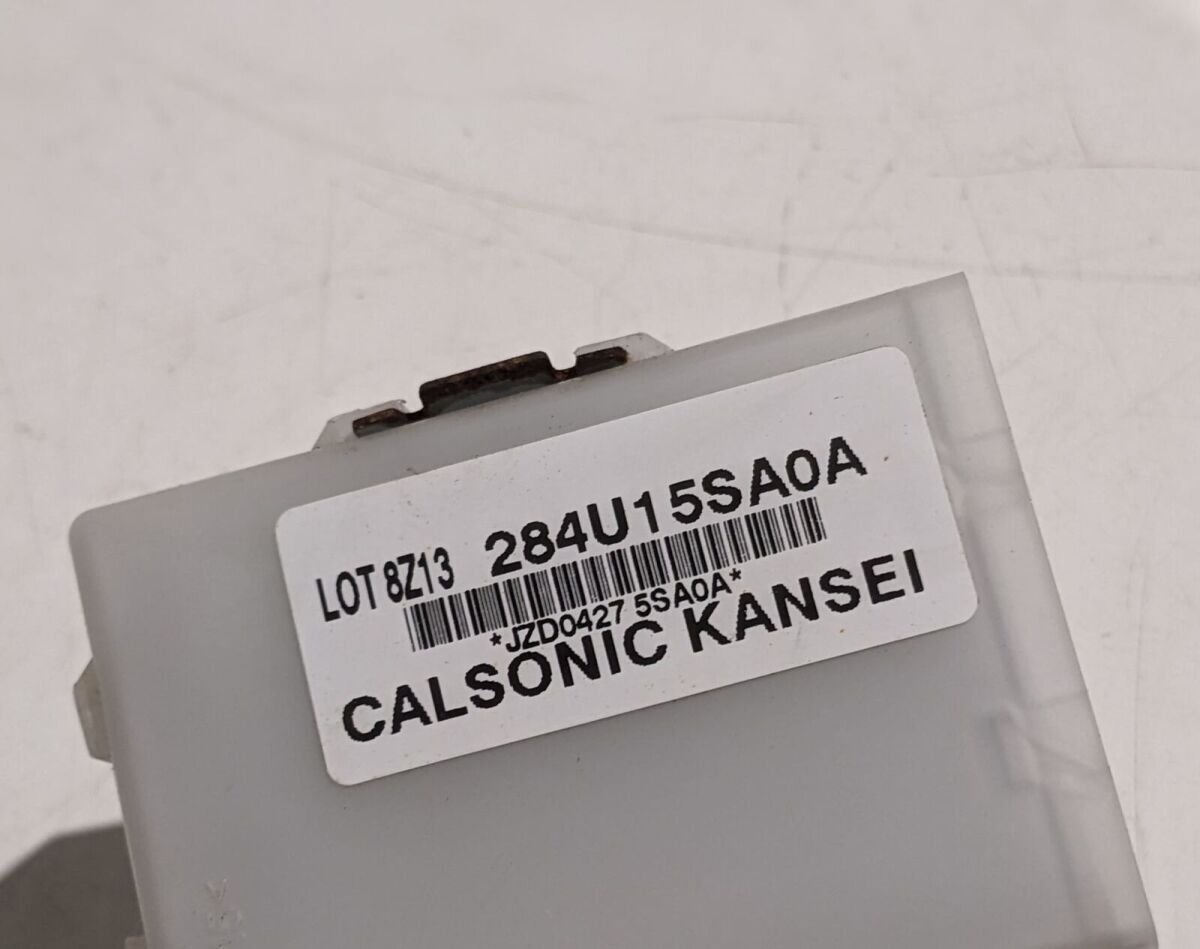 LOT 8Z13 284U15SA0A
*JZD0427 5SA0A*
CALSONIC KANSEI